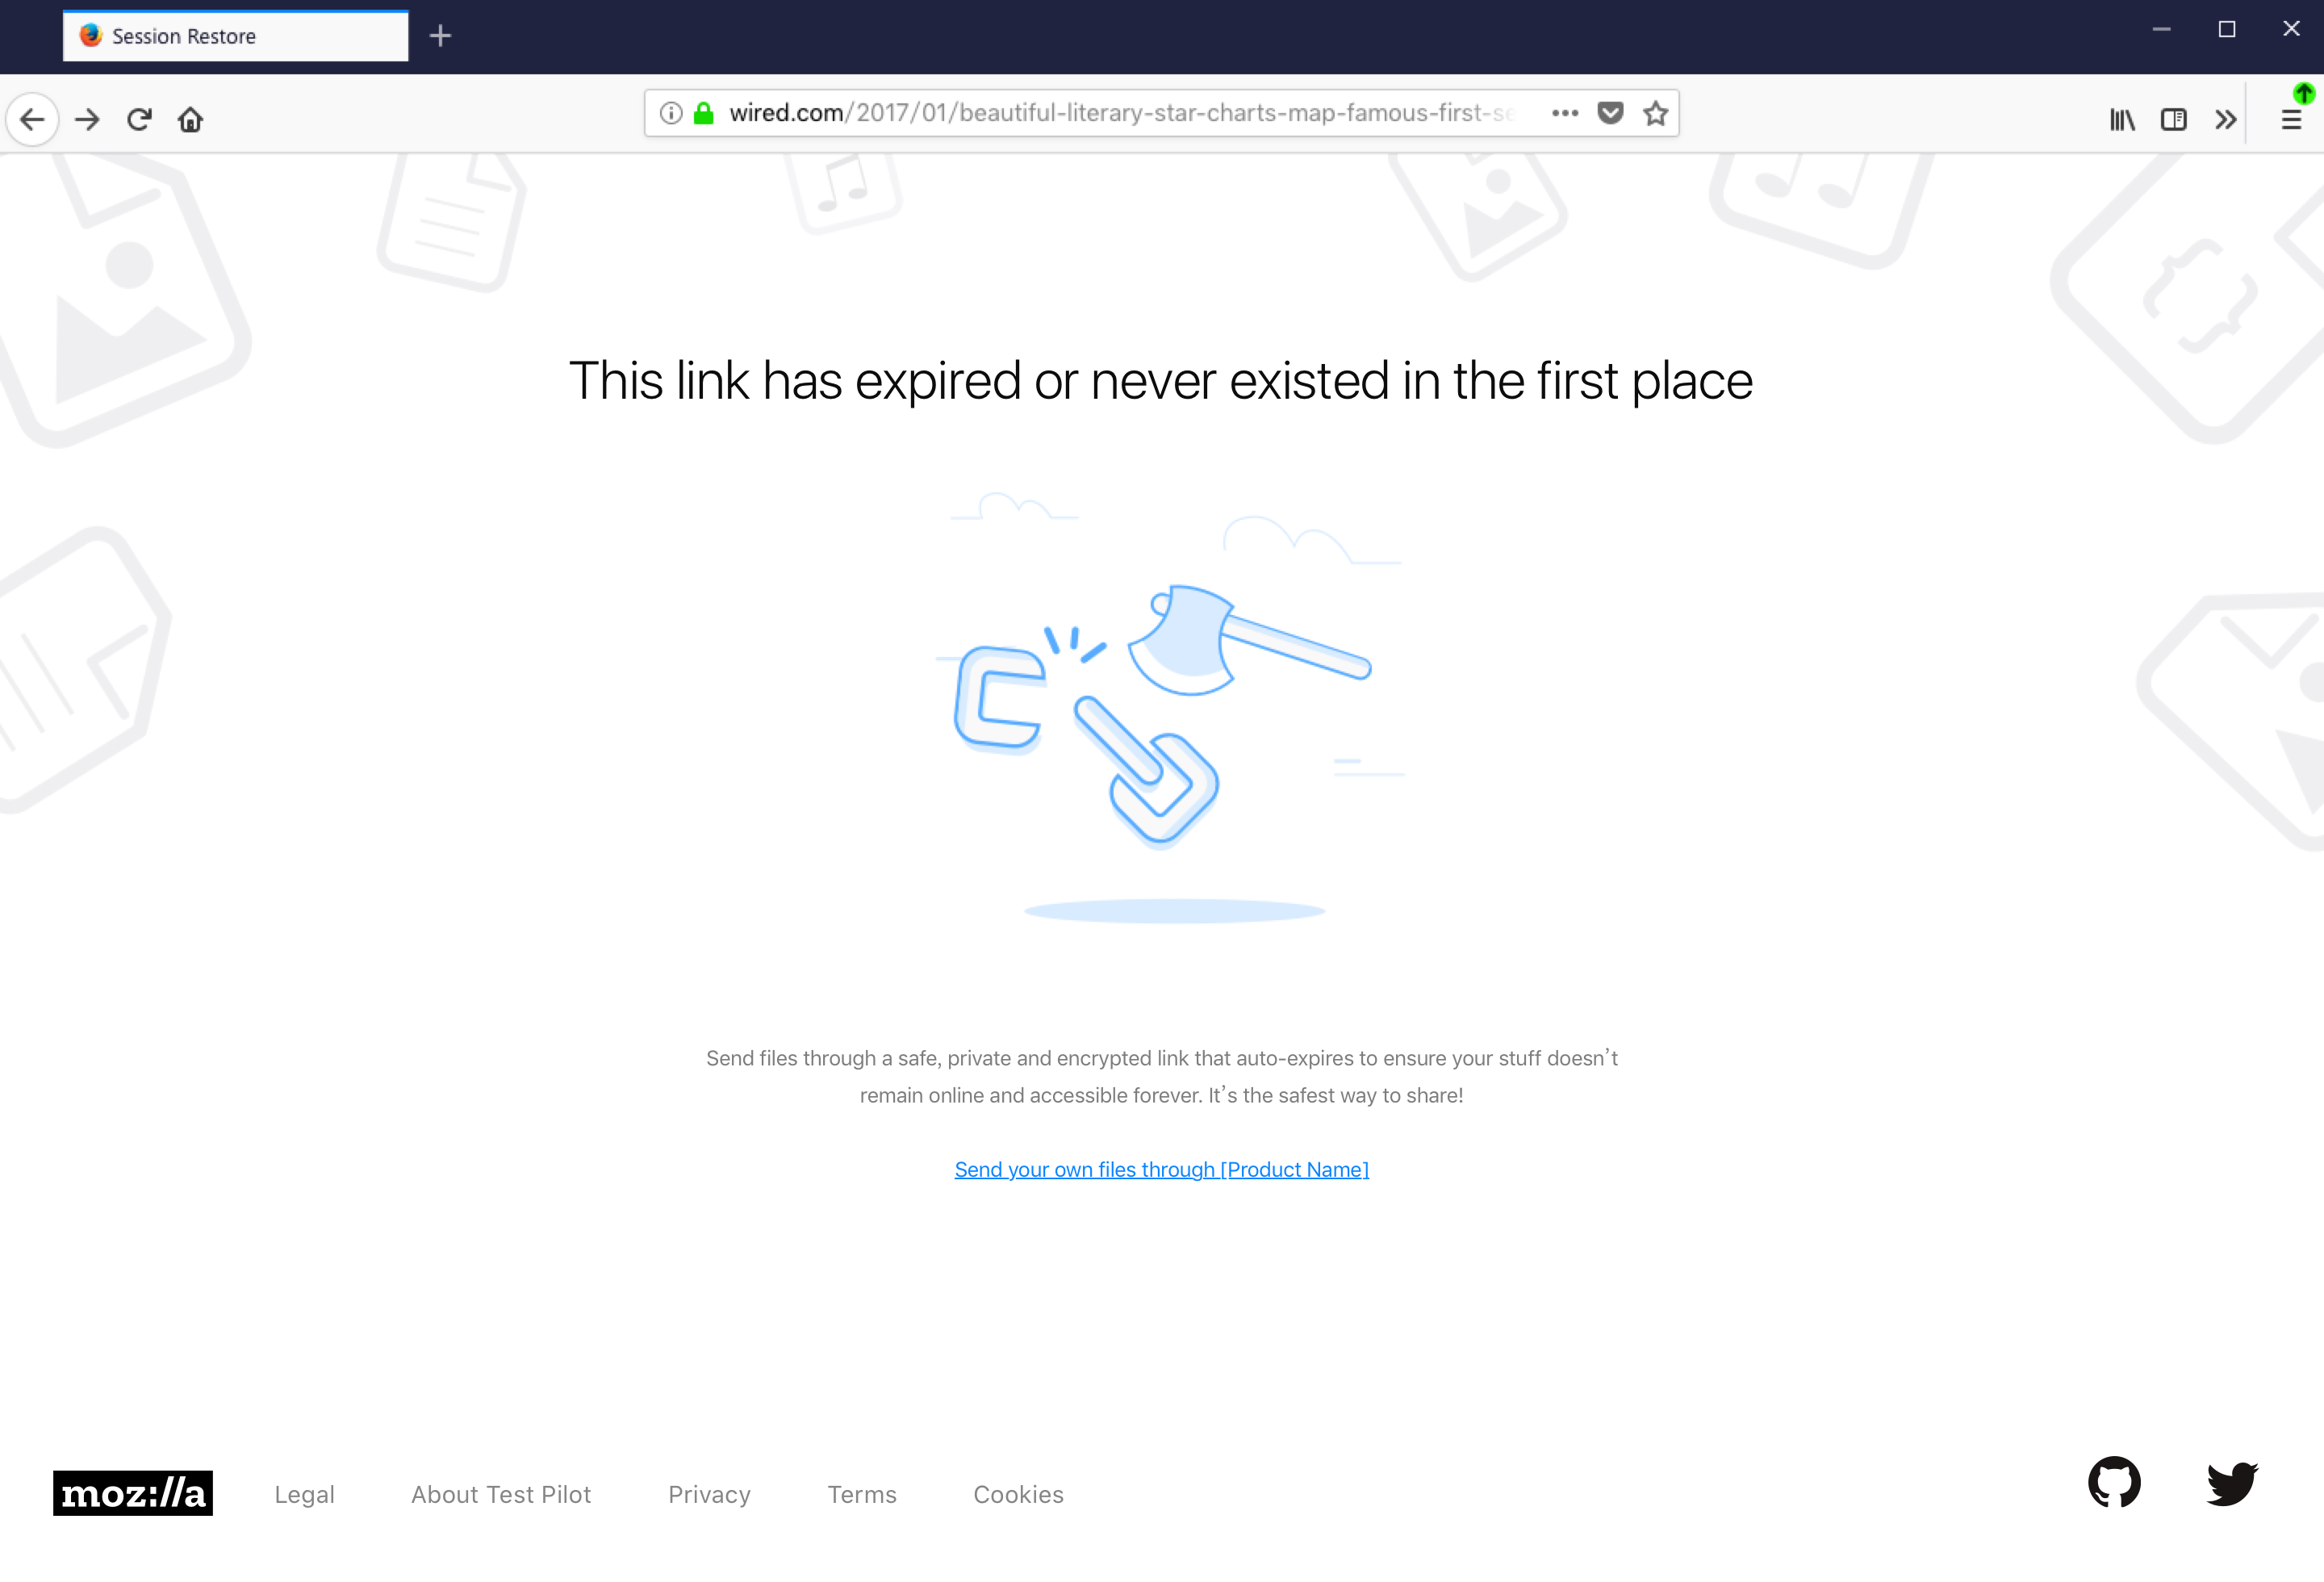 Session Restore
wired.com/2017/01/beautiful-literary-star-charts-map-famous-first-se
This link has expired or never existed in the first place
Send files through a safe, private and encrypted link that auto-expires to ensure your stuff doesn’t
remain online and accessible forever. It’s the safest way to share!
Send your own files through [Product Name]
moz://a Legal About Test Pilot Privacy Terms Cookies